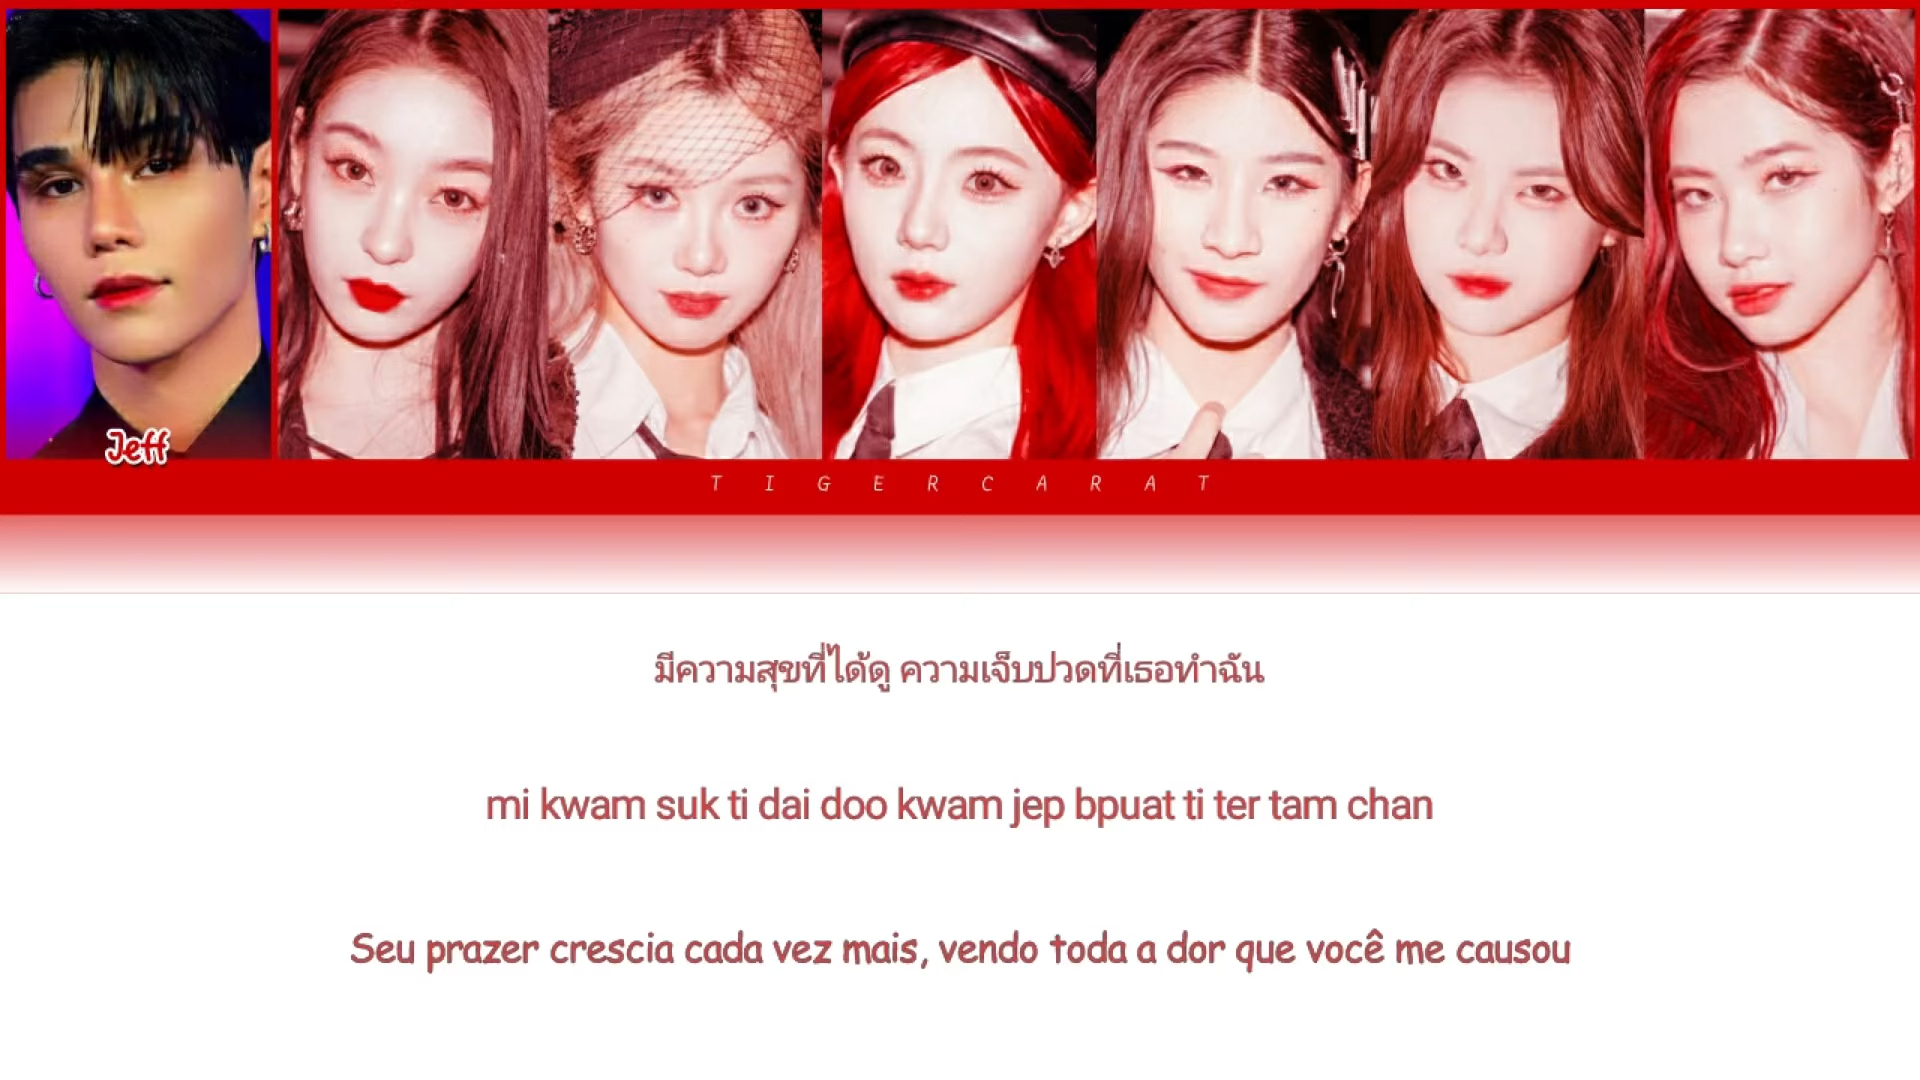 Jeff
TIGERCARAT
มีความสุขที่ได้ดู ความเจ็บปวดที่เธอทำฉัน
mi kwam suk ti dai doo kwam jep bpuat ti ter tam chan
Seu prazer crescia cada vez mais, vendo toda a dor que você me causou